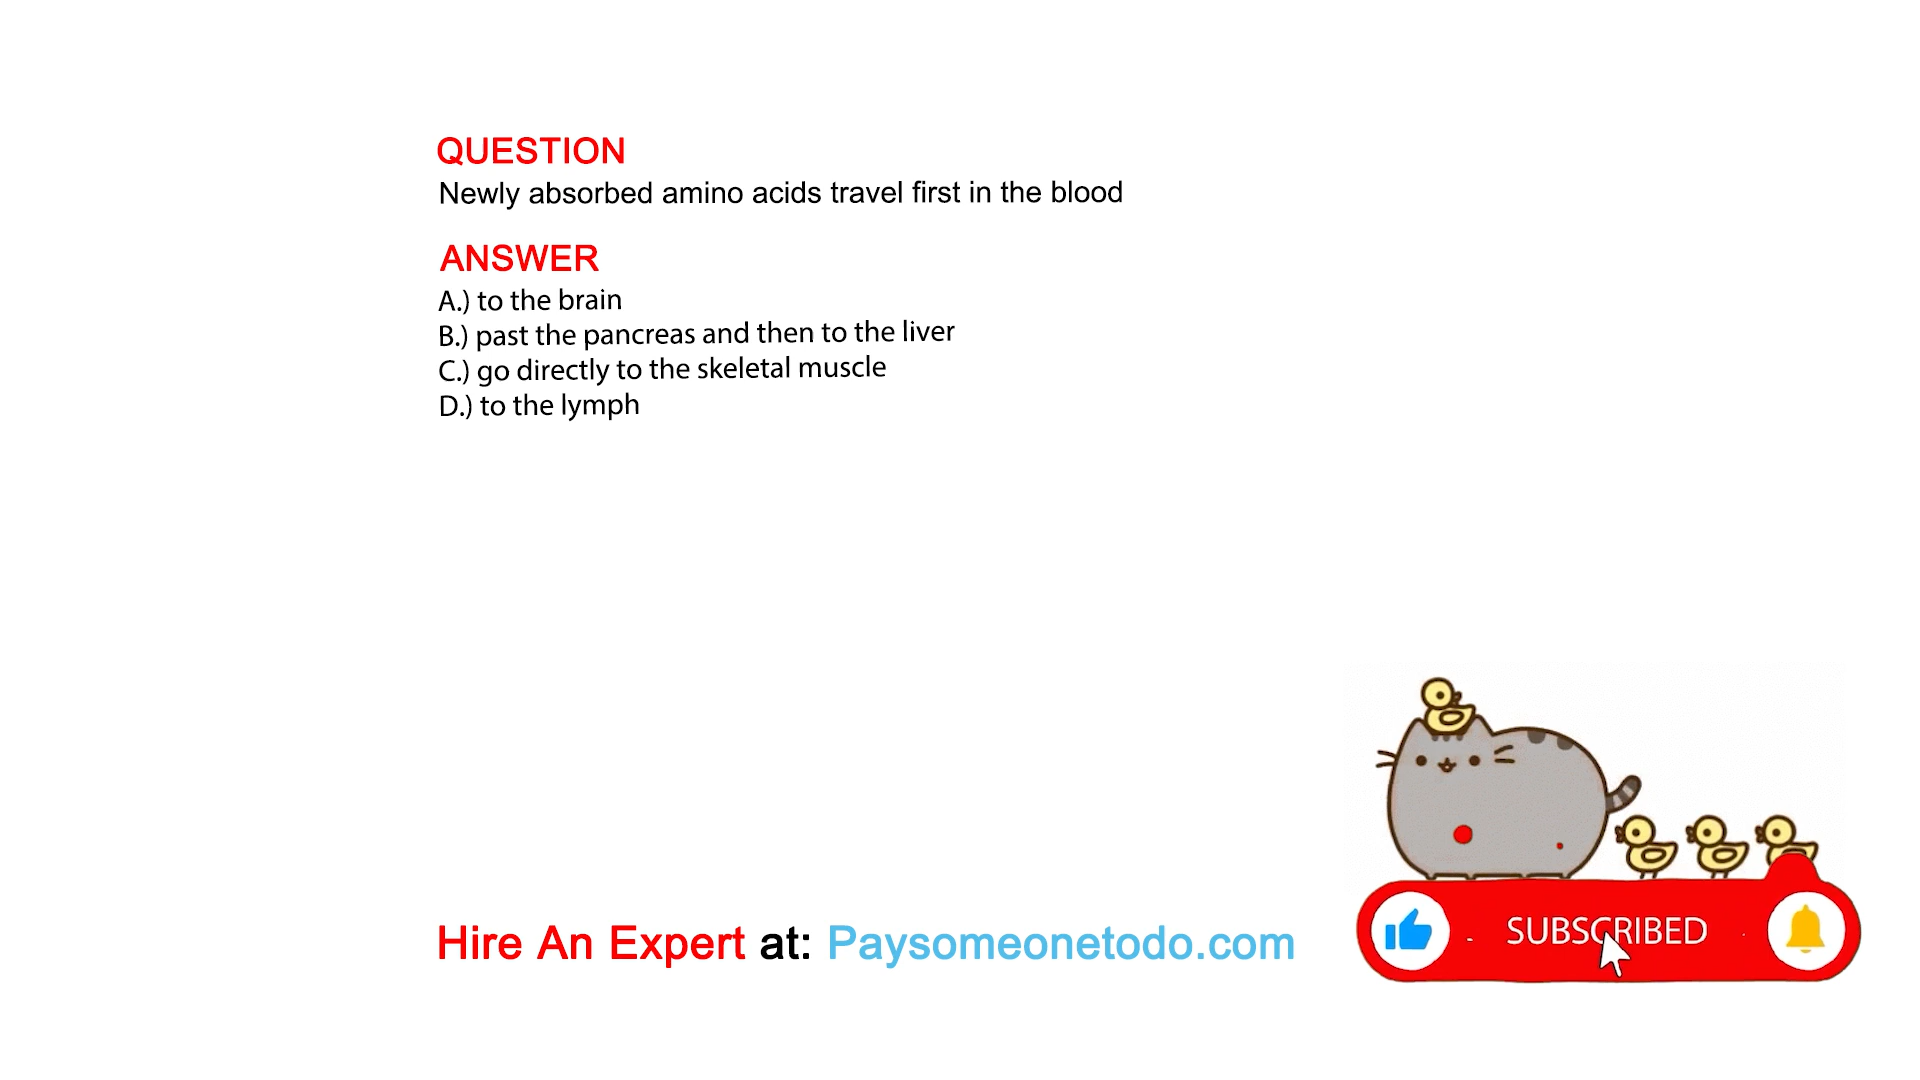 QUESTION
Newly absorbed amino acids travel first in the blood
ANSWER
A.) to the brain
B.) past the pancreas and then to the liver
C.) go directly to the skeletal muscle
D.) to the lymph
Hire An Expert at: Paysomeonetodo.com
SUBSCRIBED